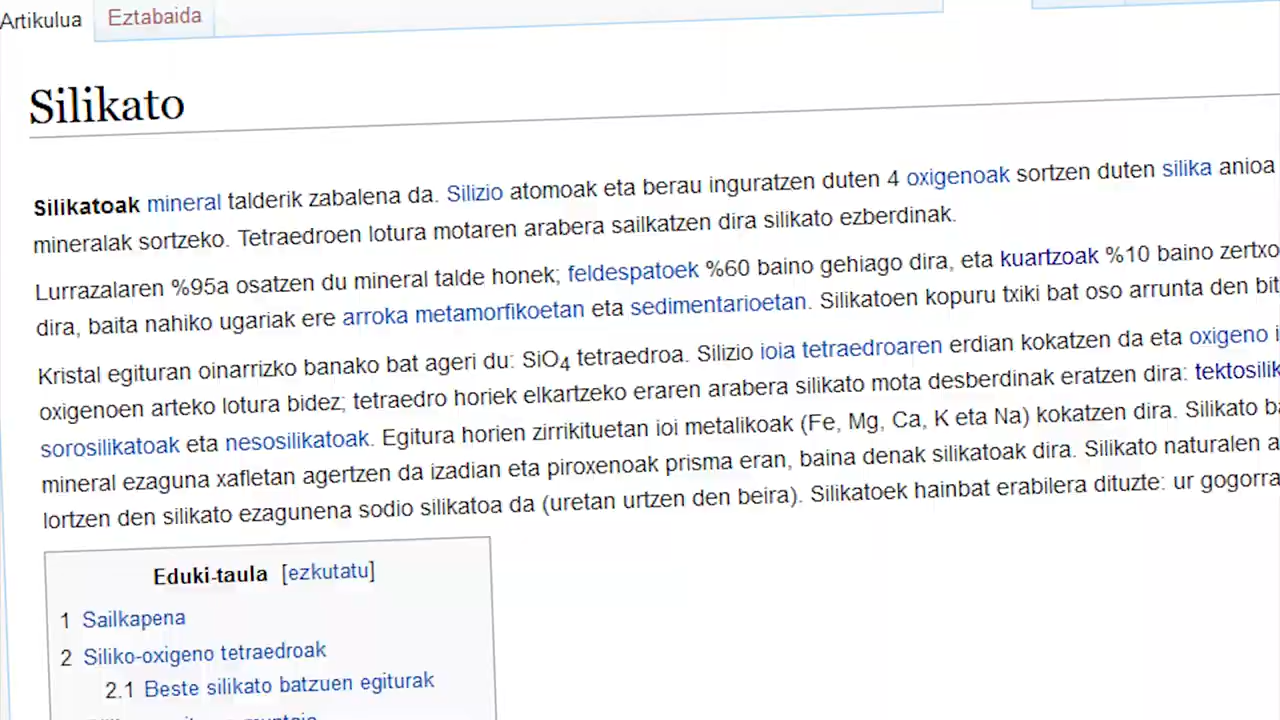 Artikulua Eztabaida
Silikato
Silikatoak mineral talderik zabalena da. Silizio atomoak eta berau inguratzen duten 4 oxigenoak sortzen duten silika anioa
mineralak sortzeko. Tetraedroen lotura motaren arabera sailkatzen dira silikato ezberdinak.
Lurrazalaren %95a osatzen du mineral talde honek; feldespatoek %60 baino gehiago dira, eta kuartzoak %10 baino zertxo
dira, baita nahiko ugariak ere arroka metamorfikoetan eta sedimentarioetan. Silikatoen kopuru txiki bat oso arrunta den bit
Kristal egituran oinarrizko banako bat ageri du: SiO4 tetraedroa. Silizio ioia tetraedroaren erdian kokatzen da eta oxigeno i
oxigenoen arteko lotura bidez; tetraedro horiek elkartzeko eraren arabera silikato mota desberdinak eratzen dira: tektosilik
sorosilikatoak eta nesosilikatoak. Egitura horien zirrikituetan ioi metalikoak (Fe, Mg, Ca, K eta Na) kokatzen dira. Silikato ba
mineral ezaguna xafletan agertzen da izadian eta piroxenoak prisma eran, baina denak silikatoak dira. Silikato naturalen a
lortzen den silikato ezagunena sodio silikatoa da (uretan urtzen den beira). Silikatoek hainbat erabilera dituzte: ur gogorra
Eduki-taula [ezkutatu]
1 Sailkapena
2 Siliko-oxigeno tetraedroak
2.1 Beste silikato batzuen egiturak